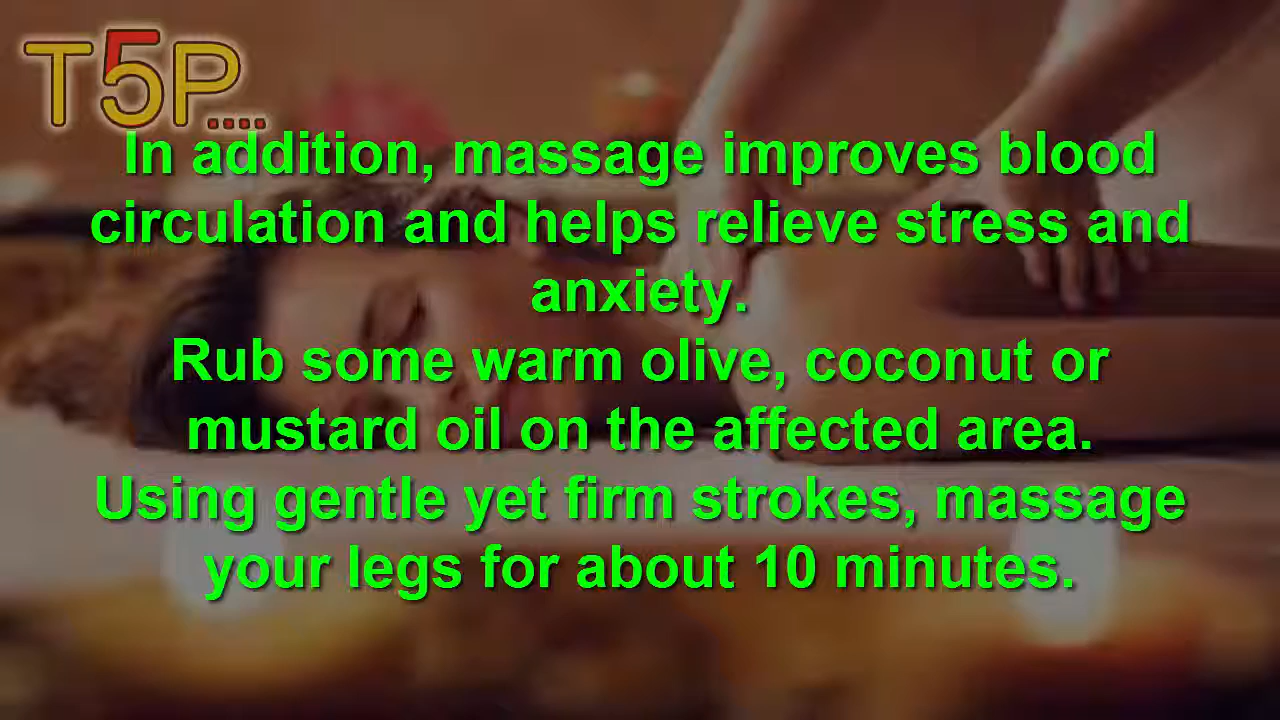 T5P....
In addition, massage improves blood
circulation and helps relieve stress and
anxiety.
Rub some warm olive, coconut or
mustard oil on the affected area.
Using gentle yet firm strokes, massage
your legs for about 10 minutes.